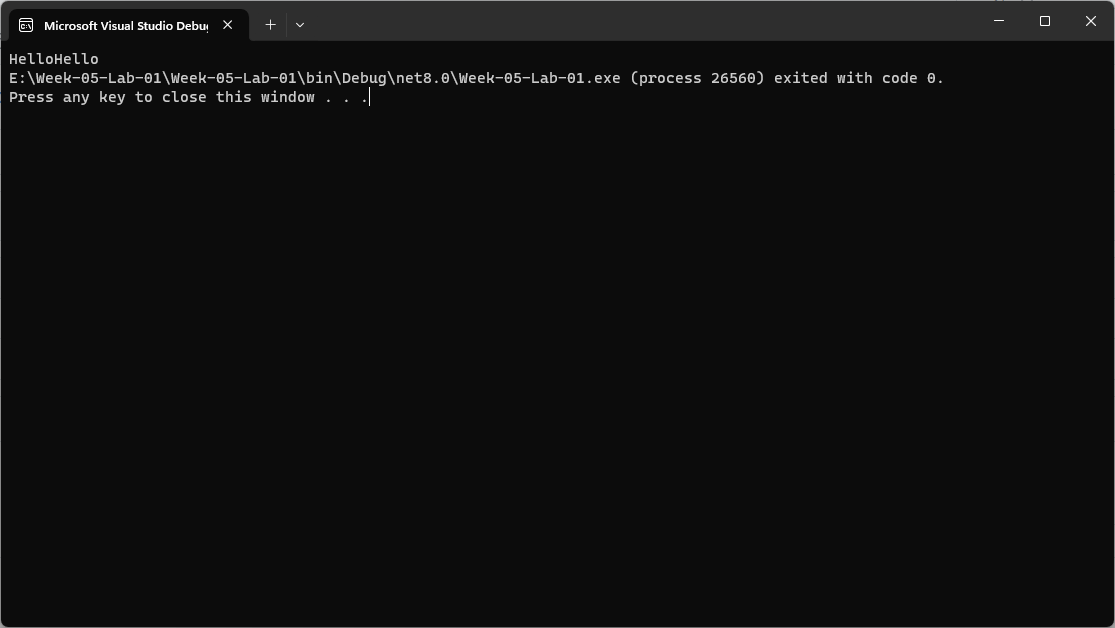 Microsoft Visual Studio Debug
HelloHello
E:\Week-05-Lab-01\Week-05-Lab-01\bin\Debug\net8.0\Week-05-Lab-01.exe (process 26560) exited with code 0.
Press any key to close this window . . .